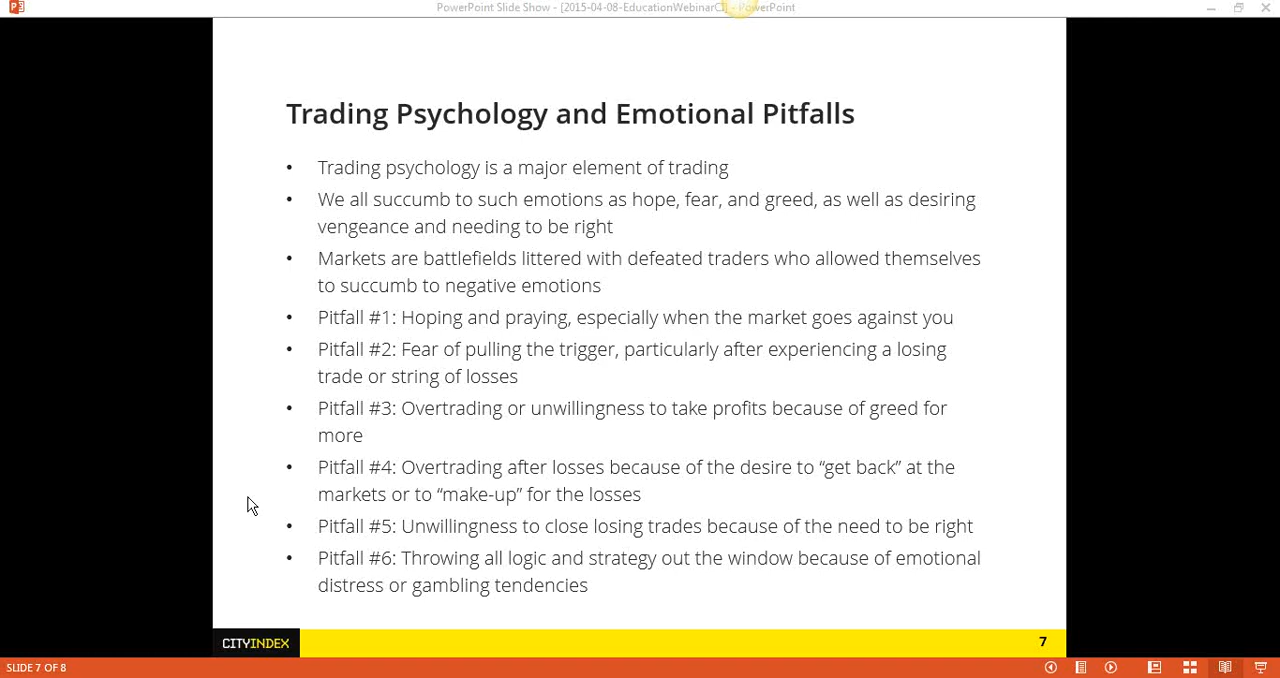 PowerPoint Slide Show - [2015-04-08-EducationWebinarCI] - PowerPoint
Trading Psychology and Emotional Pitfalls
• Trading psychology is a major element of trading
• We all succumb to such emotions as hope, fear, and greed, as well as desiring
vengeance and needing to be right
• Markets are battlefields littered with defeated traders who allowed themselves
to succumb to negative emotions
• Pitfall #1: Hoping and praying, especially when the market goes against you
• Pitfall #2: Fear of pulling the trigger, particularly after experiencing a losing
trade or string of losses
• Pitfall #3: Overtrading or unwillingness to take profits because of greed for
more
• Pitfall #4: Overtrading after losses because of the desire to “get back” at the
markets or to “make-up” for the losses
• Pitfall #5: Unwillingness to close losing trades because of the need to be right
• Pitfall #6: Throwing all logic and strategy out the window because of emotional
distress or gambling tendencies
CITYINDEX
7
SLIDE 7 OF 8